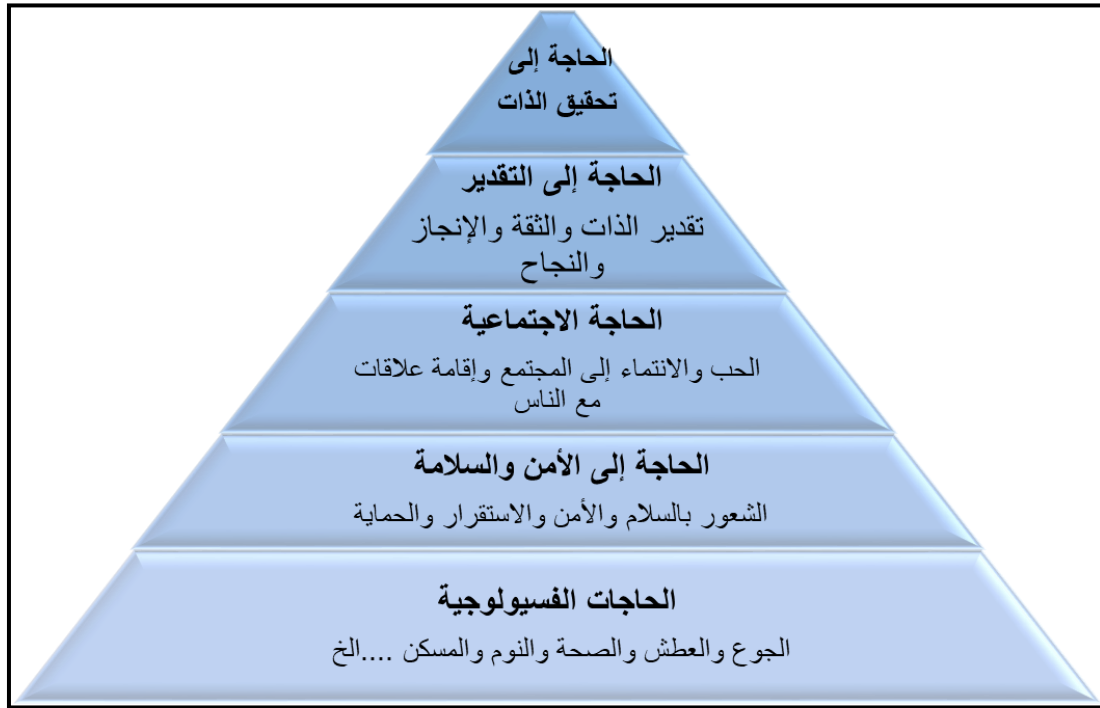 الحاجة إلى
تحقيق الذات
الحاجة إلى التقدير
تقدير الذات والثقة والإنجاز
والنجاح
الحاجة الاجتماعية
الحب والانتماء إلى المجتمع وإقامة علاقات
مع الناس
الحاجة إلى الأمن والسلامة
الشعور بالسلام والأمن والاستقرار والحماية
الحاجات الفسيولوجية
الجوع والعطش والصحة والنوم والمسكن ....الخ